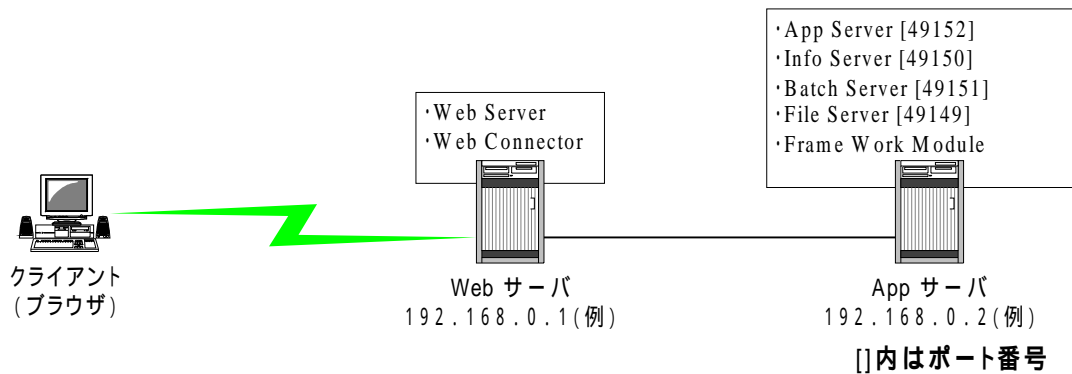 ・App Server [49152]
・Info Server [49150]
・Batch Server [49151]
・File Server [49149]
・Frame Work Module
・Web Server
・Web Connector
クライアント
(ブラウザ)
Web サーバ
192.168.0.1(例)
App サーバ
192.168.0.2(例)
[]内はポート番号